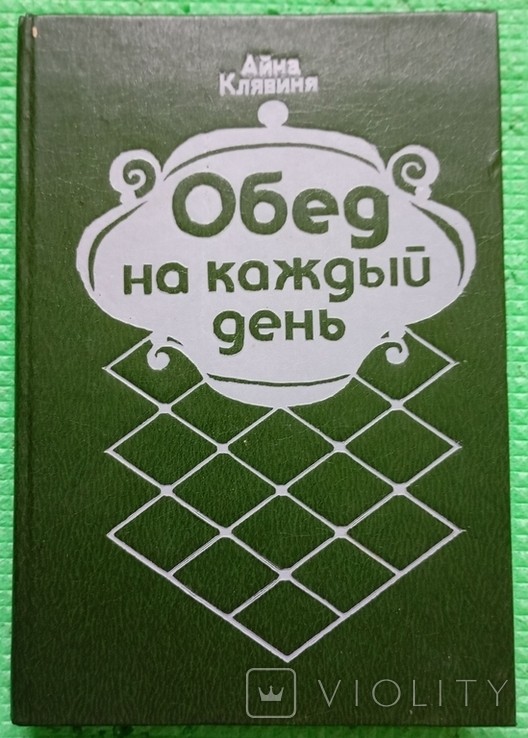 Айна
Клявиня
Обед
на каждый
день
VIOLITY